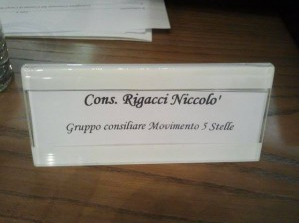 Cons. Rigacci Niccolo'
Gruppo consiliare Movimento 5 Stelle